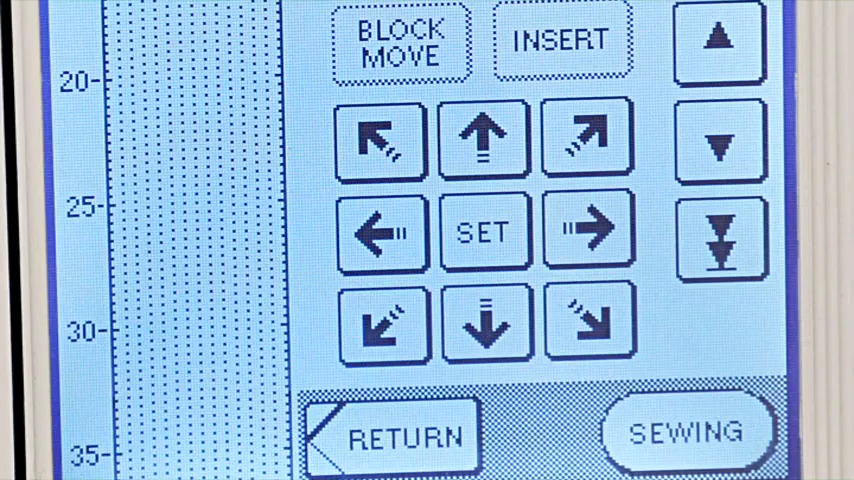 BLOCK
MOVE
INSERT
20-
25-
SET
30-
RETURN
SEWING
35-